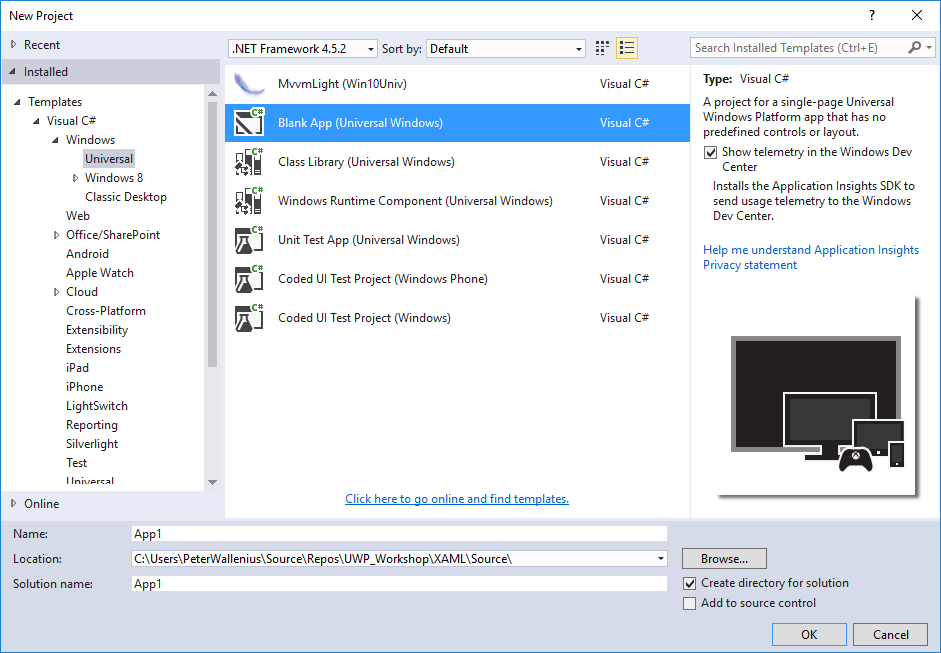 New Project
?
Recent
.NET Framework 4.5.2
Sort by:
Default
Search Installed Templates (Ctrl+E)
Installed
Templates
Visual C#
Windows
Universal
Windows 8
Classic Desktop
Web
Office/SharePoint
Android
Apple Watch
Cloud
Cross-Platform
Extensibility
Extensions
iPad
iPhone
LightSwitch
Reporting
Silverlight
Test
Universal
Online
MvvmLight (Win10Univ) Visual C#
C# Blank App (Universal Windows) Visual C#
C# Class Library (Universal Windows) Visual C#
C# Windows Runtime Component (Universal Windows) Visual C#
C# Unit Test App (Universal Windows) Visual C#
C# Coded UI Test Project (Windows Phone) Visual C#
C# Coded UI Test Project (Windows) Visual C#
Click here to go online and find templates.
Type: Visual C#
A project for a single-page Universal
Windows Platform app that has no
predefined controls or layout.
Show telemetry in the Windows Dev
Center
Installs the Application Insights SDK to
send usage telemetry to the Windows
Dev Center.
Help me understand Application Insights
Privacy statement
Name: App1
Location: C:\Users\PeterWallenius\Source\Repos\UWP_Workshop\XAML\Source\
Browse...
Solution name: App1
Create directory for solution
Add to source control
OK
Cancel